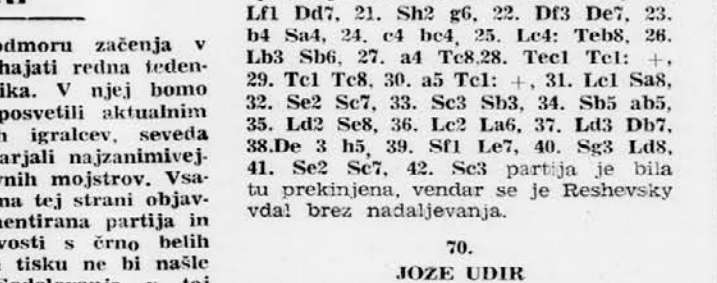 odmoru začenja v
hajati redna teden-
ika. V njej bomo
posvetili aktualnim
h igralcev, seveda
arjali najzanimivej-
vnih mojstrov. Vsa-
na tej strani objav-
mentirana partija in
vosti s črno belih
tisku ne bi našle
Lf1 Dd7, 21. Sh2 g6, 22. Df3 De7, 23.
b4 Sa4, 24. c4 bc4, 25. Lc4: Teb8, 26.
Lb3 Sb6, 27. a4 Tc8,28. Tec1 Tc1: +,
29. Tc1 Tc8, 30. a5 Tc1: +, 31. Lc1 Sa8,
32. Se2 Sc7, 33. Sc3 Sb3, 34. Sb5 ab5,
35. Ld2 Se8, 36. Lc2 La6, 37. Ld3 Db7,
38.De 3 h5, 39. Sf1 Le7, 40. Sg3 Ld8,
41. Se2 Sc7, 42. Sc3 partija je bila
tu prekinjena, vendar se je Reshevsky
vdal brez nadaljevanja.
70.
JOZE UDIR